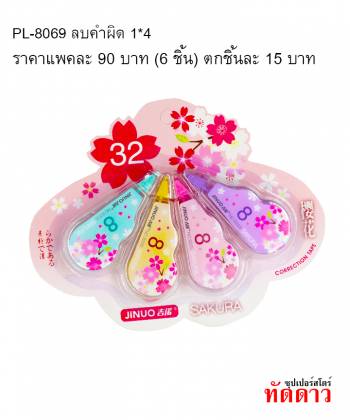 PL-8069 ลบคำผิด 1*4
ราคาแพคละ 90 บาท (6 ชิ้น) ตกชิ้นละ 15 บาท
32
8
8
8
8
CORRECTION TAPE
JINUO 吉诺
SAKURA
ซุปเปอร์สโตร์
ทัดดาว